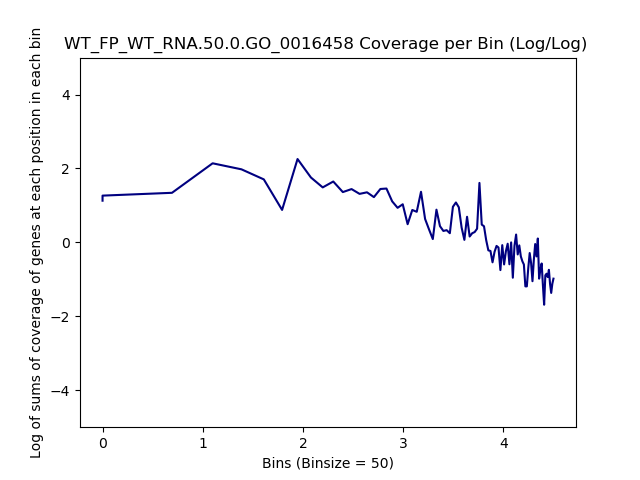 WT_FP_WT_RNA.50.0.GO_0016458 Coverage per Bin (Log/Log)
Log of sums of coverage of genes at each position in each bin
4
2
0
−2
−4
0 1 2 3 4
Bins (Binsize = 50)